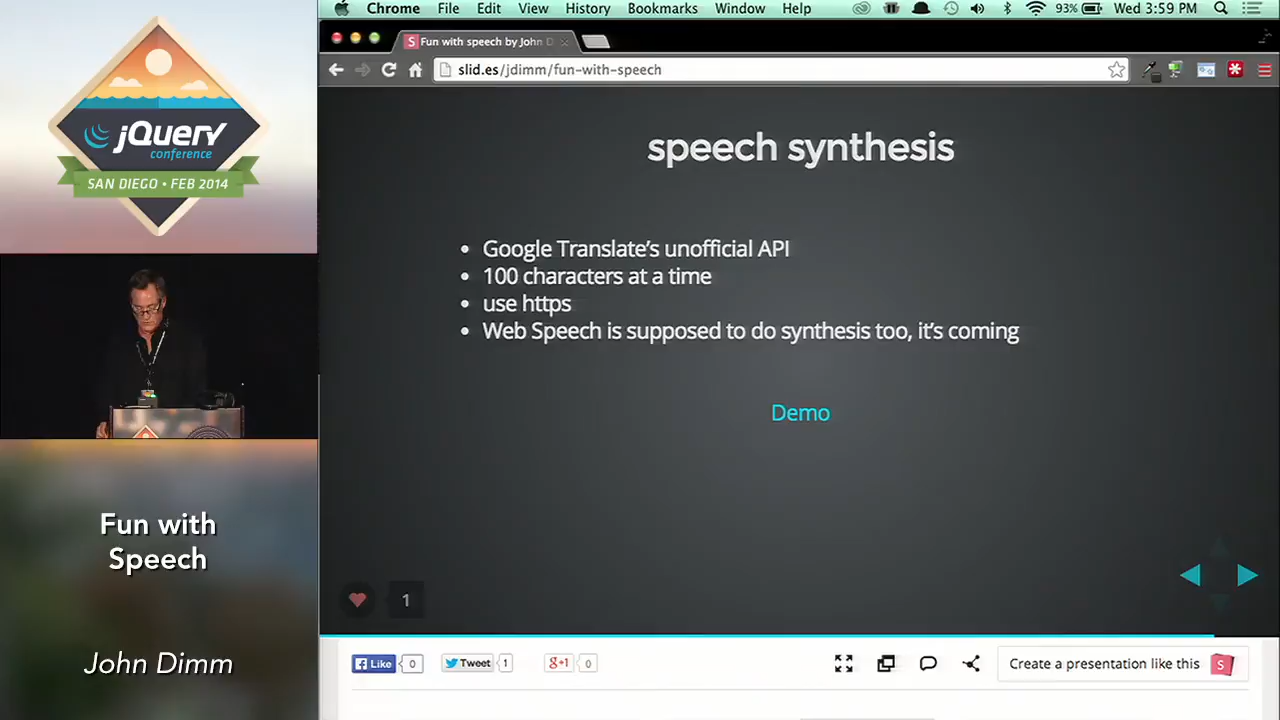 Chrome File Edit View History Bookmarks Window Help 93% Wed 3:59 PM
Fun with speech by John D
slid.es/jdimm/fun-with-speech
jQuery
conference
SAN DIEGO • FEB 2014
speech synthesis
• Google Translate's unofficial API
• 100 characters at a time
• use https
• Web Speech is supposed to do synthesis too, it's coming
Demo
Fun with
Speech
John Dimm
1
Like 0 Tweet 1 g+1 0 Create a presentation like this S